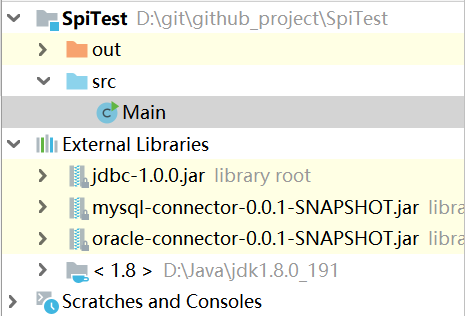 SpiTest D:\git\github_project\SpiTest
out
src
Main
External Libraries
jdbc-1.0.0.jar library root
mysql-connector-0.0.1-SNAPSHOT.jar libra
oracle-connector-0.0.1-SNAPSHOT.jar libra
< 1.8 > D:\Java\jdk1.8.0_191
Scratches and Consoles